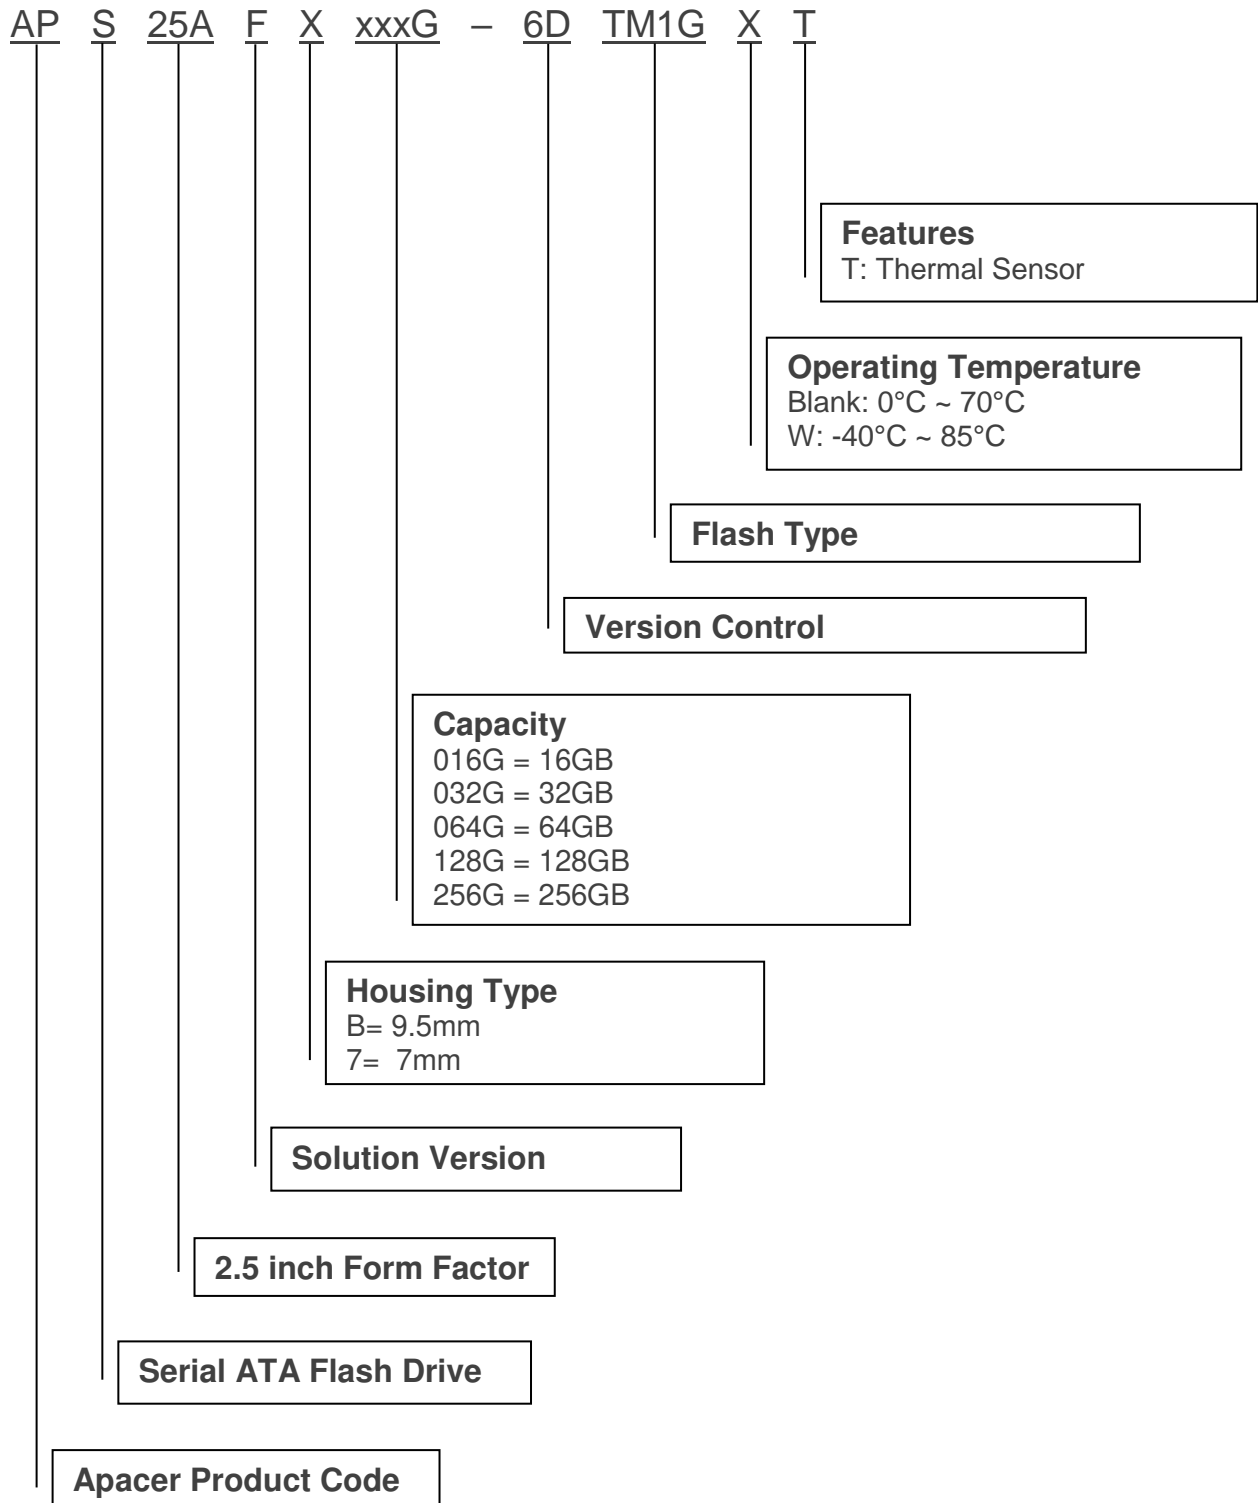 AP S 25A F X xxxG – 6D TM1G X T
Features
T: Thermal Sensor
Operating Temperature
Blank: 0°C ~ 70°C
W: -40°C ~ 85°C
Flash Type
Version Control
Capacity
016G = 16GB
032G = 32GB
064G = 64GB
128G = 128GB
256G = 256GB
Housing Type
B= 9.5mm
7= 7mm
Solution Version
2.5 inch Form Factor
Serial ATA Flash Drive
Apacer Product Code